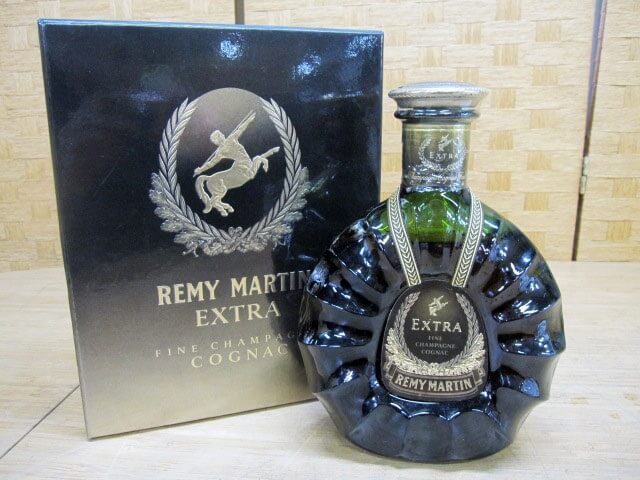 REMY MARTIN
EXTRA
FINE CHAMPAGNE
COGNAC
EXTRA
EXTRA
FINE
CHAMPAGNE
COGNAC
REMY MARTIN